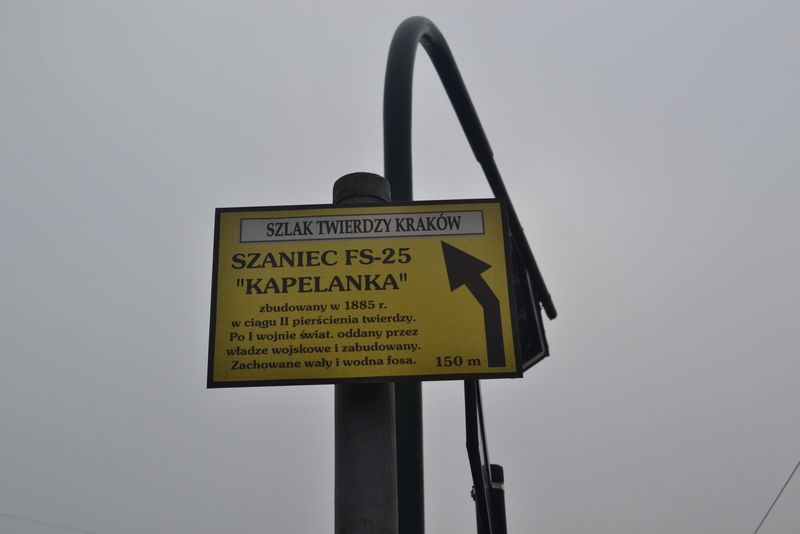 SZLAK TWIERDZY KRAKÓW
SZANIEC FS-25
"KAPELANKA"
zbudowany w 1885 r.
w ciągu II pierścienia twierdzy.
Po I wojnie świat. oddany przez
władze wojskowe i zabudowany.
Zachowane wały i wodna fosa.
150 m